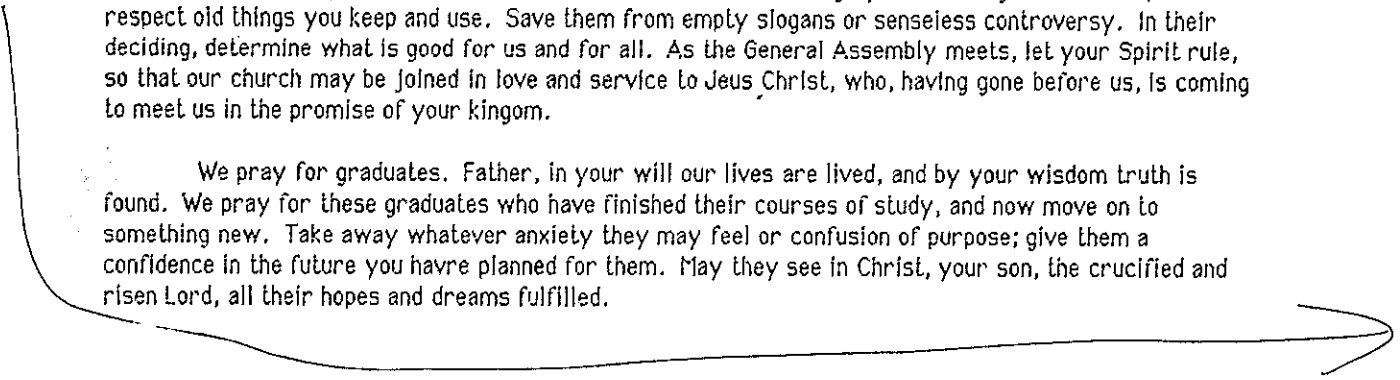 respect old things you keep and use. Save them from empty slogans or senseless controversy. In their
deciding, determine what is good for us and for all. As the General Assembly meets, let your Spirit rule,
so that our church may be joined in love and service to Jeus Christ, who, having gone before us, is coming
to meet us in the promise of your kingom.
We pray for graduates. Father, in your will our lives are lived, and by your wisdom truth is
found. We pray for these graduates who have finished their courses of study, and now move on to
something new. Take away whatever anxiety they may feel or confusion of purpose; give them a
confidence in the future you havre planned for them. May they see in Christ, your son, the crucified and
risen Lord, all their hopes and dreams fulfilled.